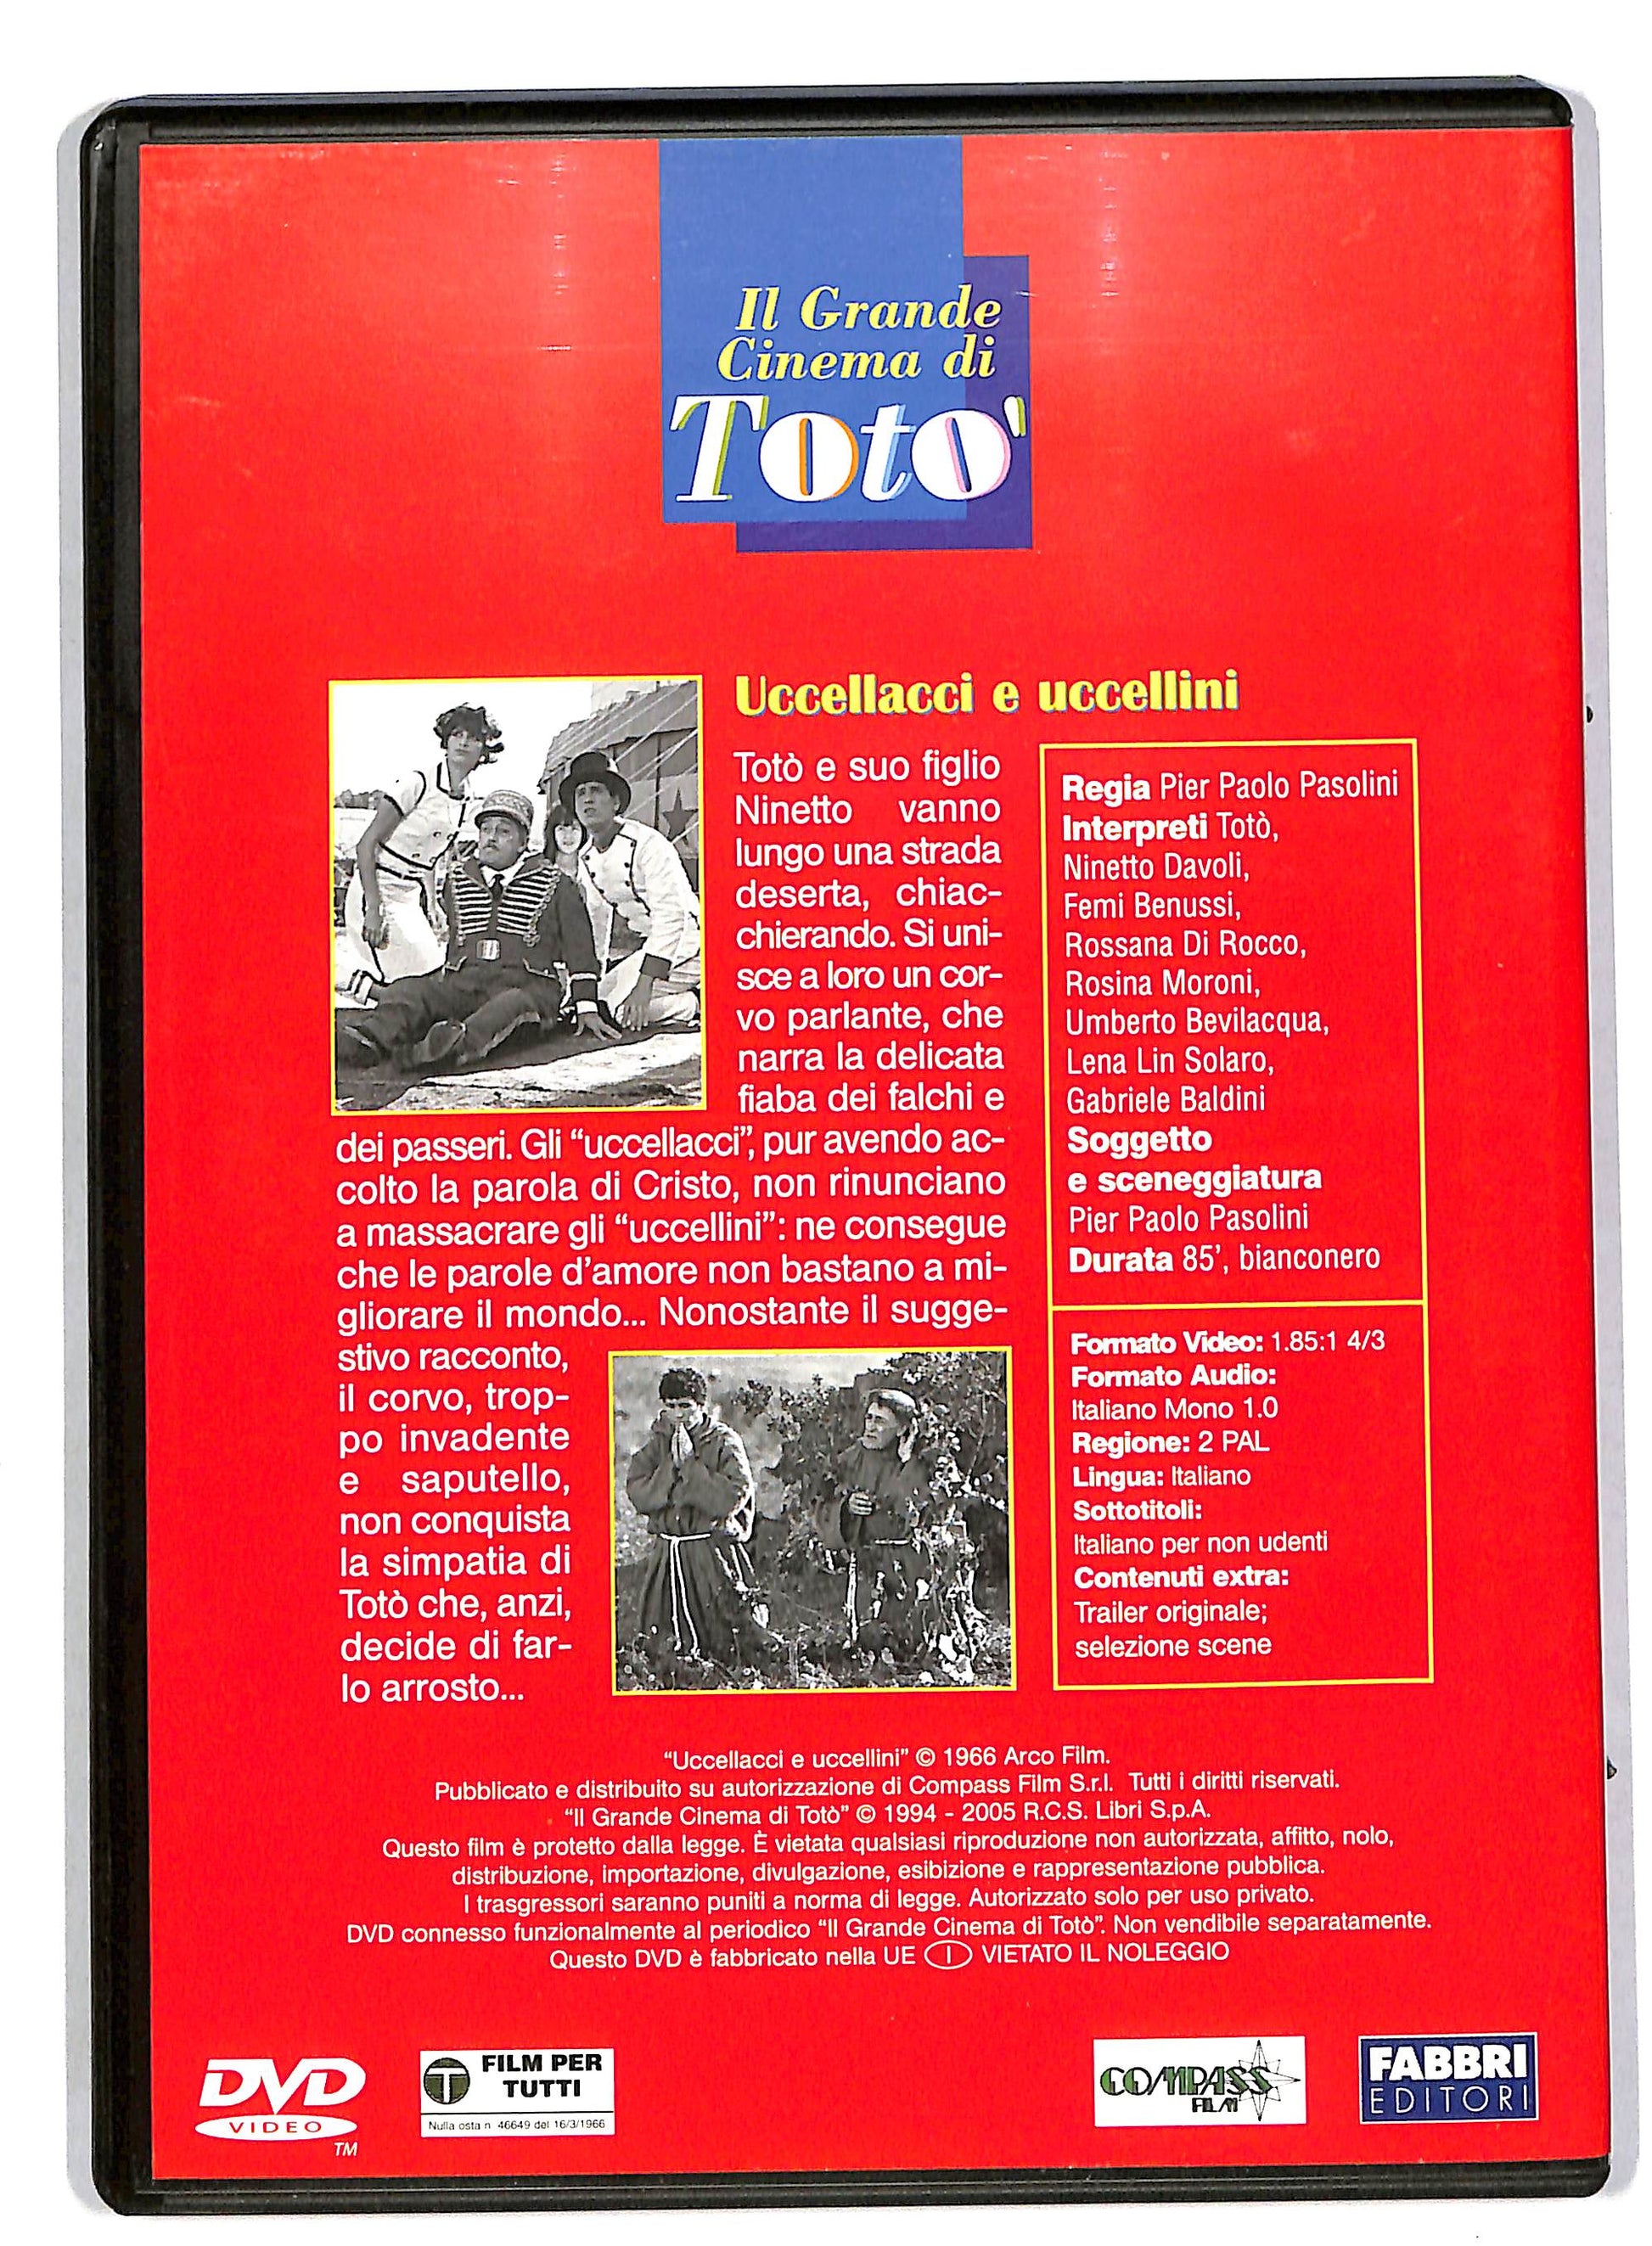 Il Grande
Cinema di
Totò
Uccellacci e uccellini
Totò e suo figlio
Ninetto vanno
lungo una strada
deserta, chiac-
chierando. Si uni-
sce a loro un cor-
vo parlante, che
narra la delicata
fiaba dei falchi e
dei passeri. Gli “uccellacci”, pur avendo ac-
colto la parola di Cristo, non rinunciano
a massacrare gli “uccellini”: ne consegue
che le parole d’amore non bastano a mi-
gliorare il mondo... Nonostante il sugge-
stivo racconto,
il corvo, trop-
po invadente
e saputello,
non conquista
la simpatia di
Totò che, anzi,
decide di far-
lo arrosto...
Regia Pier Paolo Pasolini
Interpreti Totò,
Ninetto Davoli,
Femi Benussi,
Rossana Di Rocco,
Rosina Moroni,
Umberto Bevilacqua,
Lena Lin Solaro,
Gabriele Baldini
Soggetto
e sceneggiatura
Pier Paolo Pasolini
Durata 85’, bianconero
Formato Video: 1.85:1 4/3
Formato Audio:
Italiano Mono 1.0
Regione: 2 PAL
Lingua: Italiano
Sottotitoli:
Italiano per non udenti
Contenuti extra:
Trailer originale;
selezione scene
“Uccellacci e uccellini” © 1966 Arco Film.
Pubblicato e distribuito su autorizzazione di Compass Film S.r.l. Tutti i diritti riservati.
“Il Grande Cinema di Totò” © 1994 - 2005 R.C.S. Libri S.p.A.
Questo film è protetto dalla legge. È vietata qualsiasi riproduzione non autorizzata, affitto, nolo,
distribuzione, importazione, divulgazione, esibizione e rappresentazione pubblica.
I trasgressori saranno puniti a norma di legge. Autorizzato solo per uso privato.
DVD connesso funzionalmente al periodico “Il Grande Cinema di Totò”. Non vendibile separatamente.
Questo DVD è fabbricato nella UE I VIETATO IL NOLEGGIO
DVD
VIDEO
TM
T FILM PER
TUTTI
Nulla osta n 46649 del 16/3/1966
COMPASS
FILM
FABBRI
EDITORI